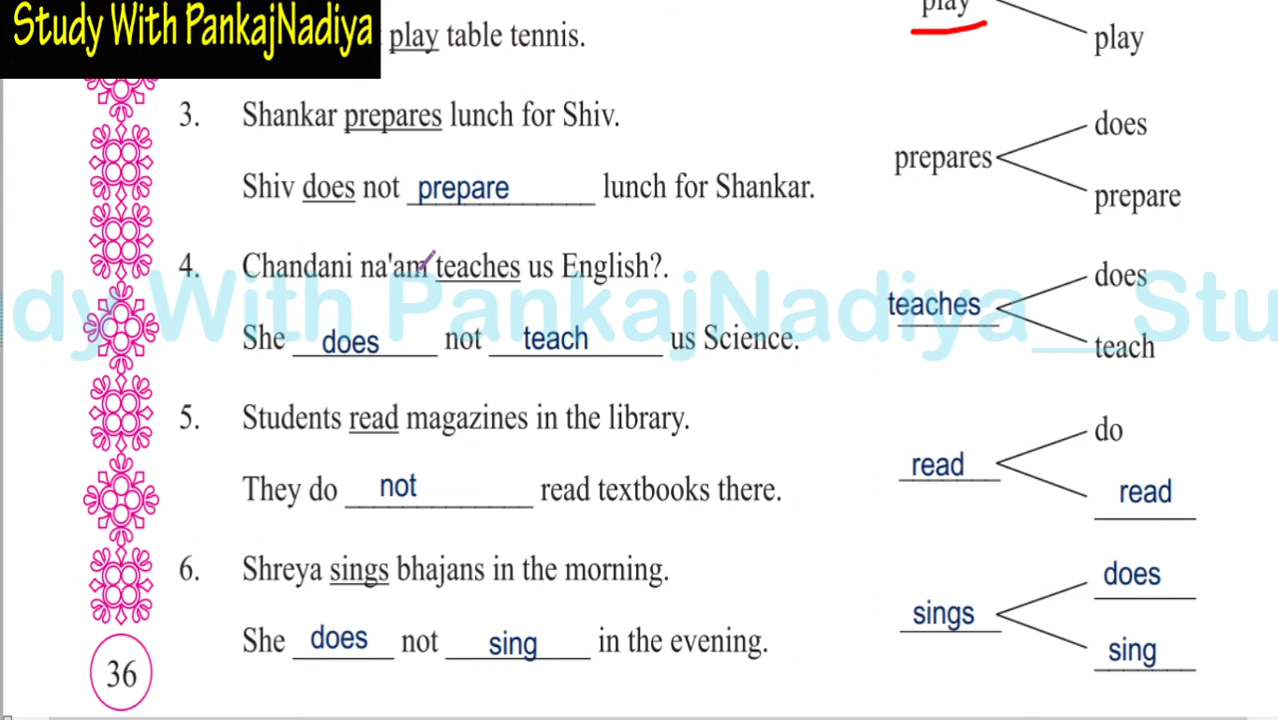 Study With PankajNadiya
play table tennis.
play
play
3. Shankar prepares lunch for Shiv.
Shiv does not prepare lunch for Shankar.
prepares
does
prepare
4. Chandani na'am teaches us English?.
She does not teach us Science.
teaches
does
teach
dy With PankajNadiya__Stu
5. Students read magazines in the library.
They do not read textbooks there.
read
do
read
6. Shreya sings bhajans in the morning.
She does not sing in the evening.
sings
does
sing
36